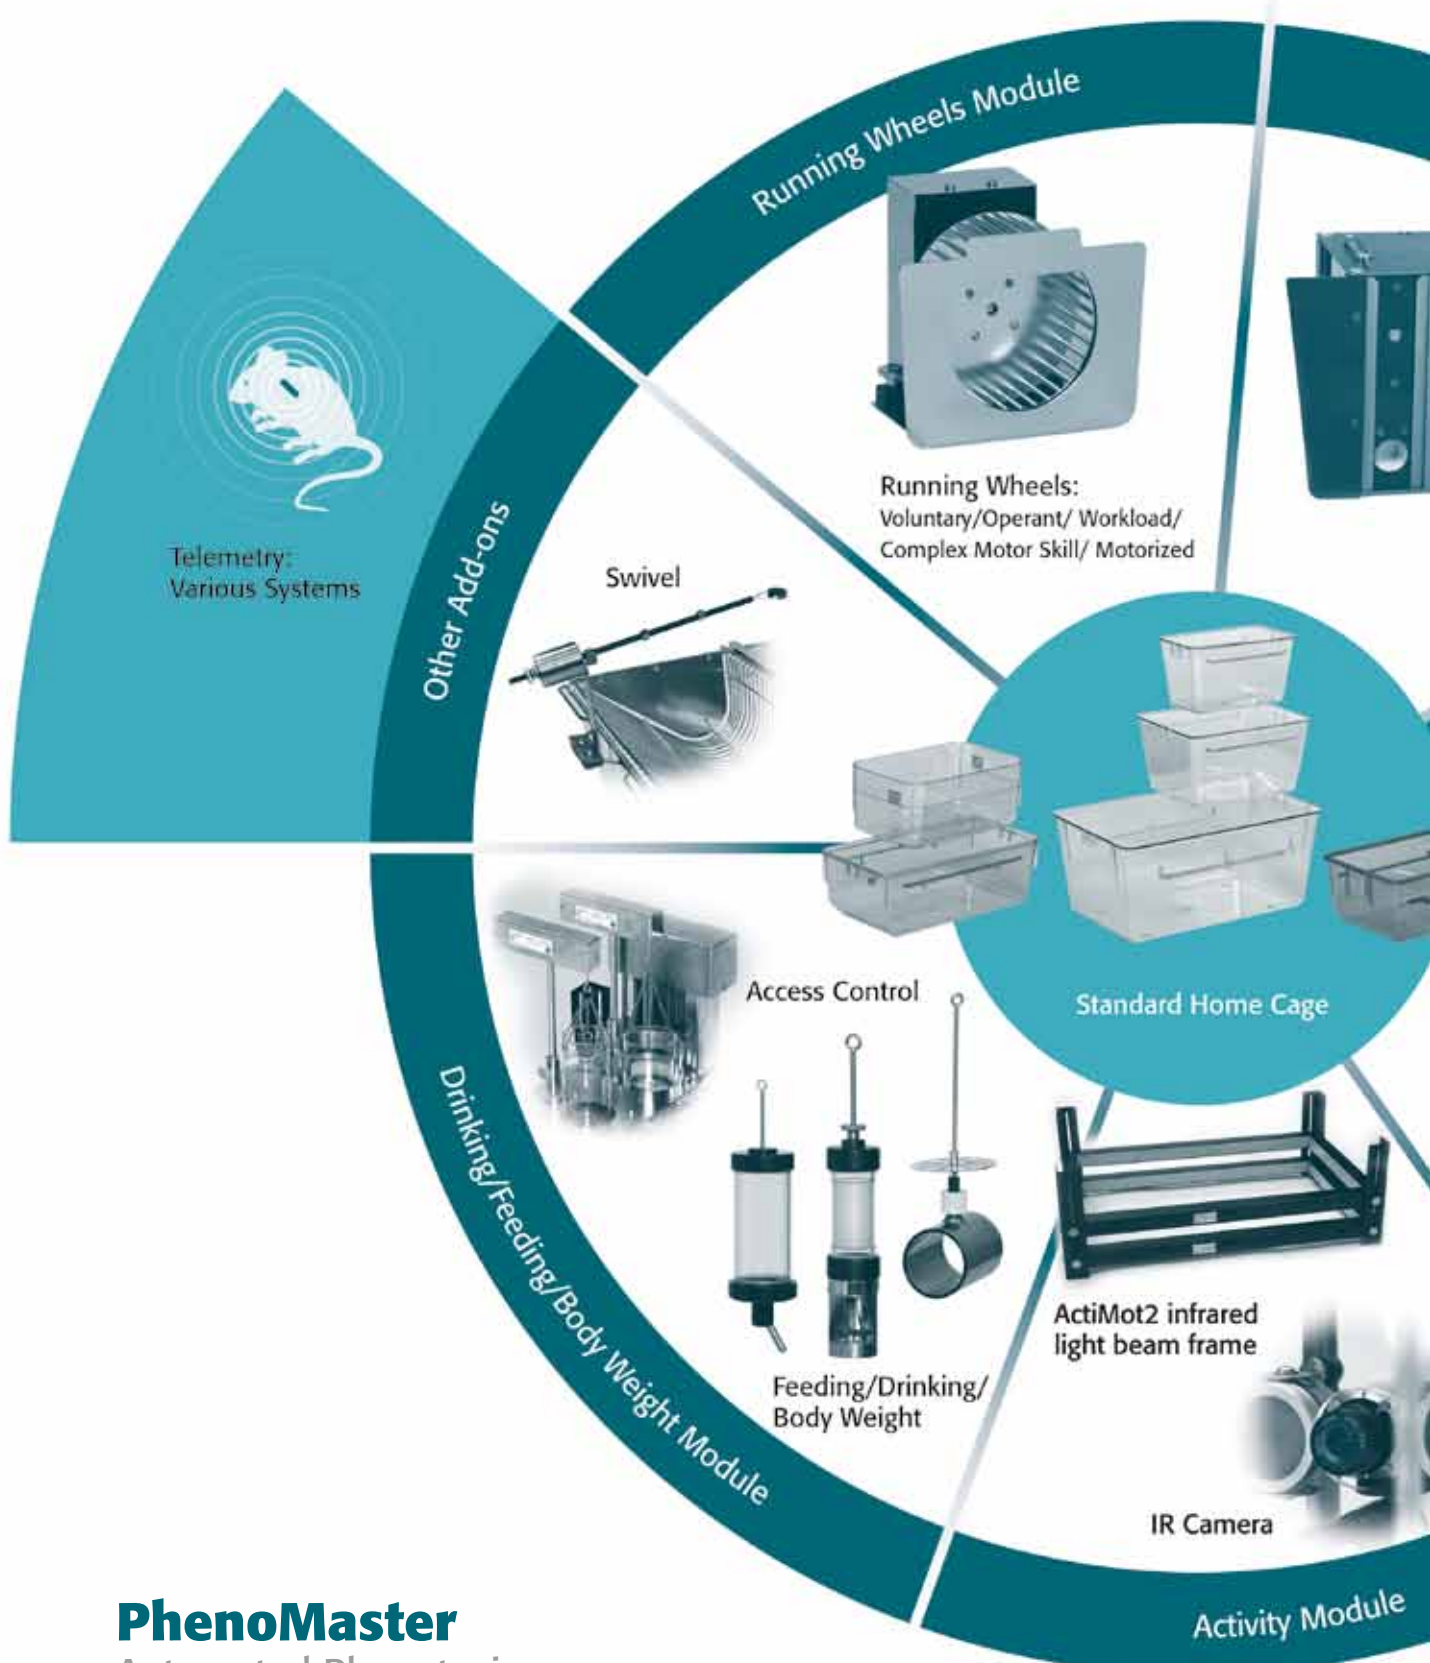 Running Wheels Module
Running Wheels:
Voluntary/Operant/ Workload/
Complex Motor Skill/ Motorized
Telemetry:
Various Systems
Other Add-ons
Swivel
Access Control
Standard Home Cage
Drinking/Feeding/Body Weight Module
ActiMot2 infrared
light beam frame
Feeding/Drinking/
Body Weight
IR Camera
Activity Module
PhenoMaster